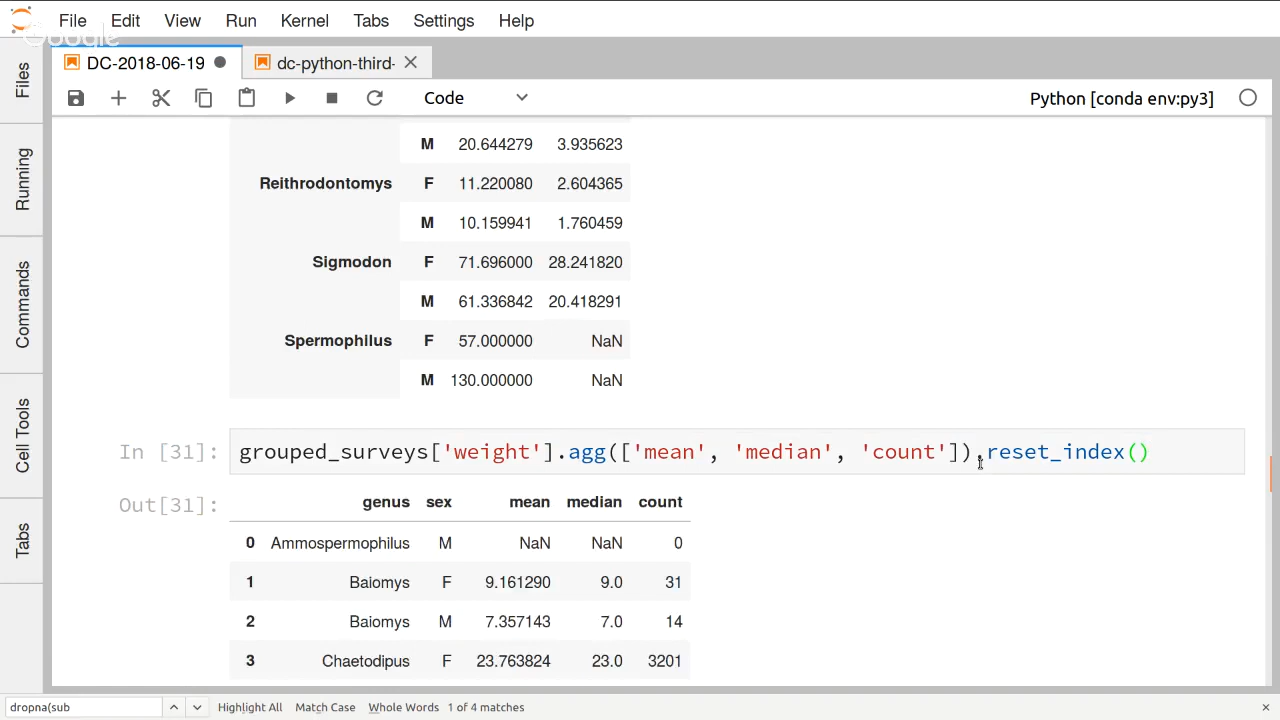 File Edit View Run Kernel Tabs Settings Help
Google
DC-2018-06-19 dc-python-third-
Code Python [conda env:py3]
Files
Running
Commands
Cell Tools
Tabs
M 20.644279 3.935623
Reithrodontomys F 11.220080 2.604365
M 10.159941 1.760459
Sigmodon F 71.696000 28.241820
M 61.336842 20.418291
Spermophilus F 57.000000 NaN
M 130.000000 NaN
In [31]: grouped_surveys['weight'].agg(['mean', 'median', 'count']).reset_index()
Out[31]:
genus sex mean median count
0 Ammospermophilus M NaN NaN 0
1 Baiomys F 9.161290 9.0 31
2 Baiomys M 7.357143 7.0 14
3 Chaetodipus F 23.763824 23.0 3201
dropna(sub Highlight All Match Case Whole Words 1 of 4 matches